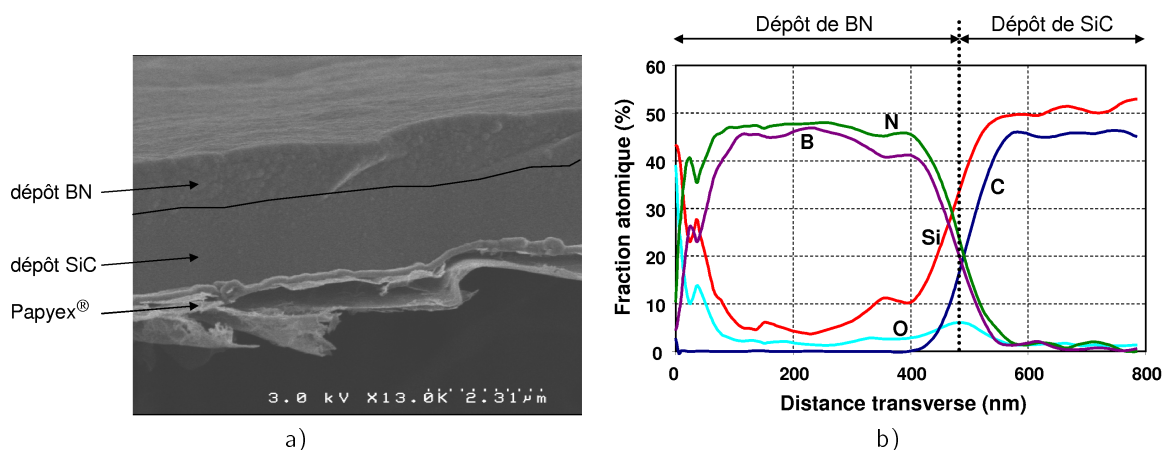 dépôt BN
dépôt SiC
Papyex®
3.0 kV X13.0K 2.31µm
a)
Dépôt de BN
Dépôt de SiC
Fraction atomique (%)
60
50
40
30
20
10
0
N
B
C
Si
O
0
200
400
600
800
Distance transverse (nm)
b)